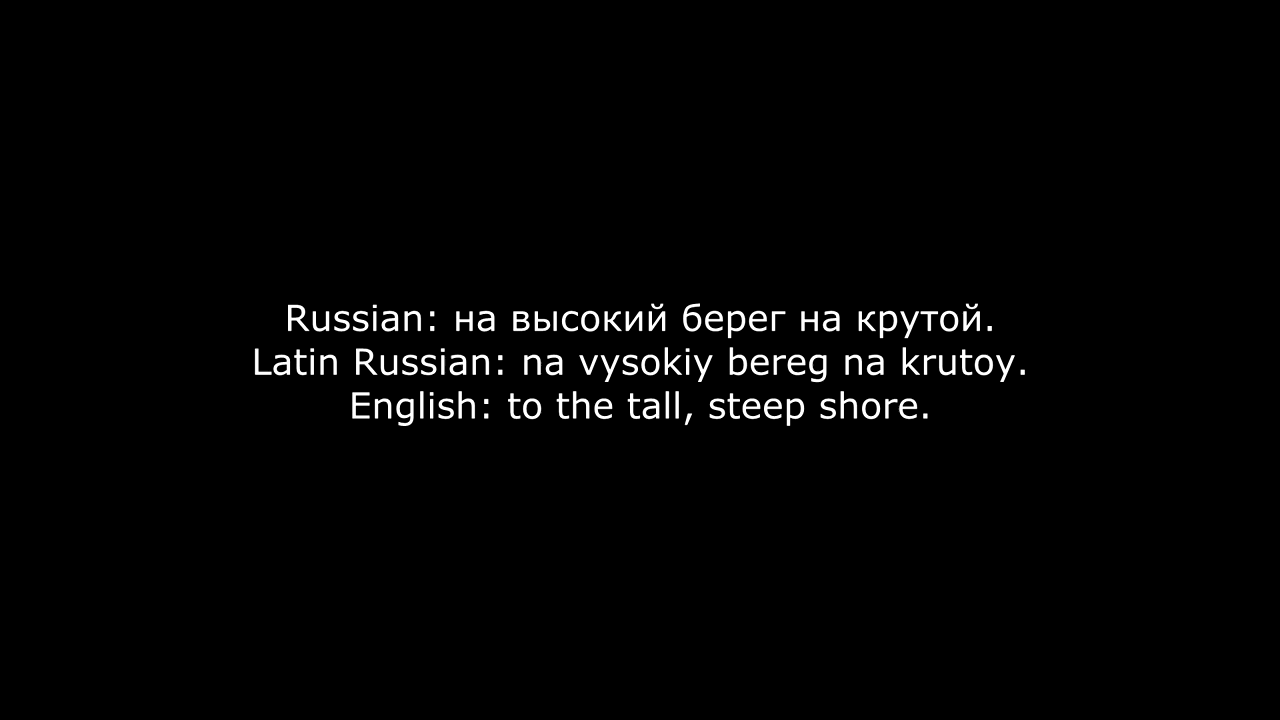 Russian: на высокий берег на крутой.
Latin Russian: na vysokiy bereg na krutoy.
English: to the tall, steep shore.